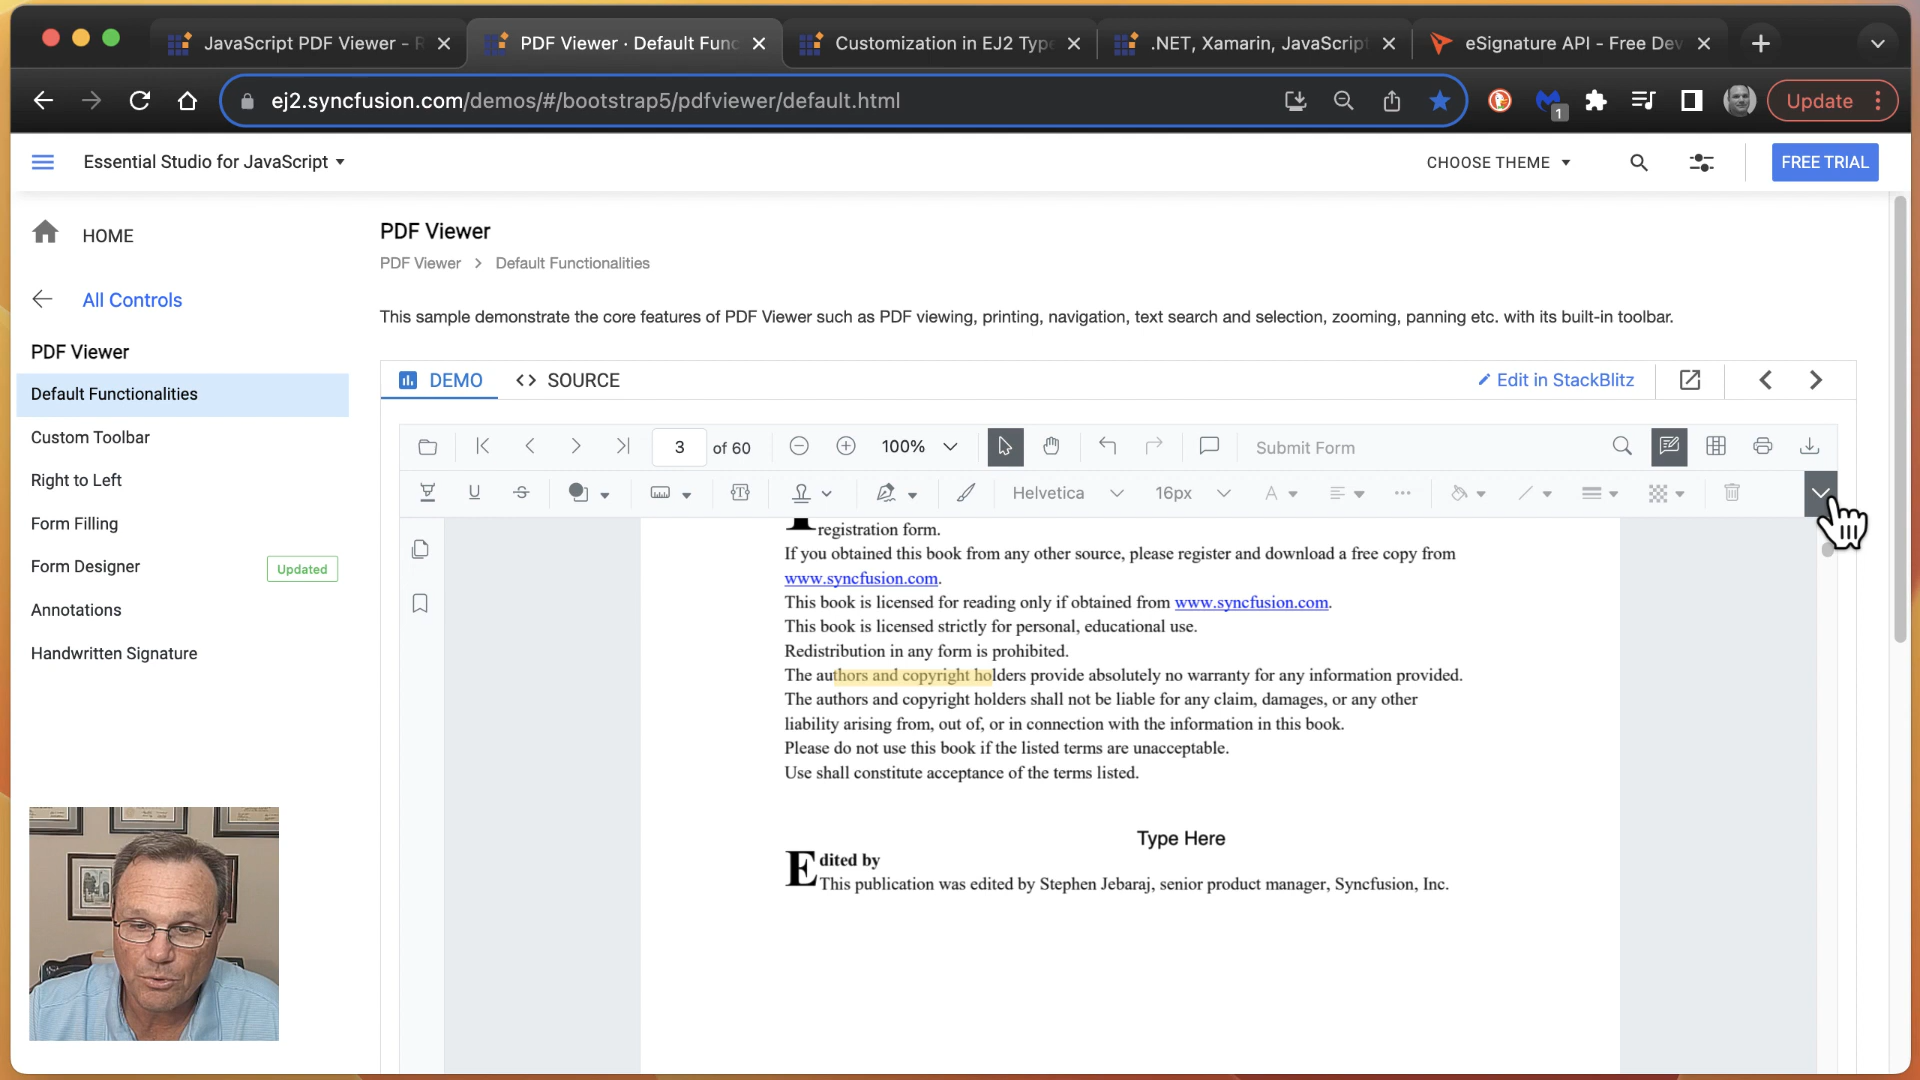 JavaScript PDF Viewer - R
PDF Viewer · Default Func
Customization in EJ2 Type
.NET, Xamarin, JavaScript
eSignature API - Free Dev
ej2.syncfusion.com/demos/#/bootstrap5/pdfviewer/default.html
1
Update
Essential Studio for JavaScript
CHOOSE THEME
FREE TRIAL
HOME
All Controls
PDF Viewer
Default Functionalities
Custom Toolbar
Right to Left
Form Filling
Form Designer
Updated
Annotations
Handwritten Signature
PDF Viewer
PDF Viewer > Default Functionalities
This sample demonstrate the core features of PDF Viewer such as PDF viewing, printing, navigation, text search and selection, zooming, panning etc. with its built-in toolbar.
DEMO
<> SOURCE
Edit in StackBlitz
3 of 60
100%
Submit Form
Helvetica
16px
registration form.
If you obtained this book from any other source, please register and download a free copy from
www.syncfusion.com.
This book is licensed for reading only if obtained from www.syncfusion.com.
This book is licensed strictly for personal, educational use.
Redistribution in any form is prohibited.
The authors and copyright holders provide absolutely no warranty for any information provided.
The authors and copyright holders shall not be liable for any claim, damages, or any other
liability arising from, out of, or in connection with the information in this book.
Please do not use this book if the listed terms are unacceptable.
Use shall constitute acceptance of the terms listed.
Type Here
Edited by
This publication was edited by Stephen Jebaraj, senior product manager, Syncfusion, Inc.